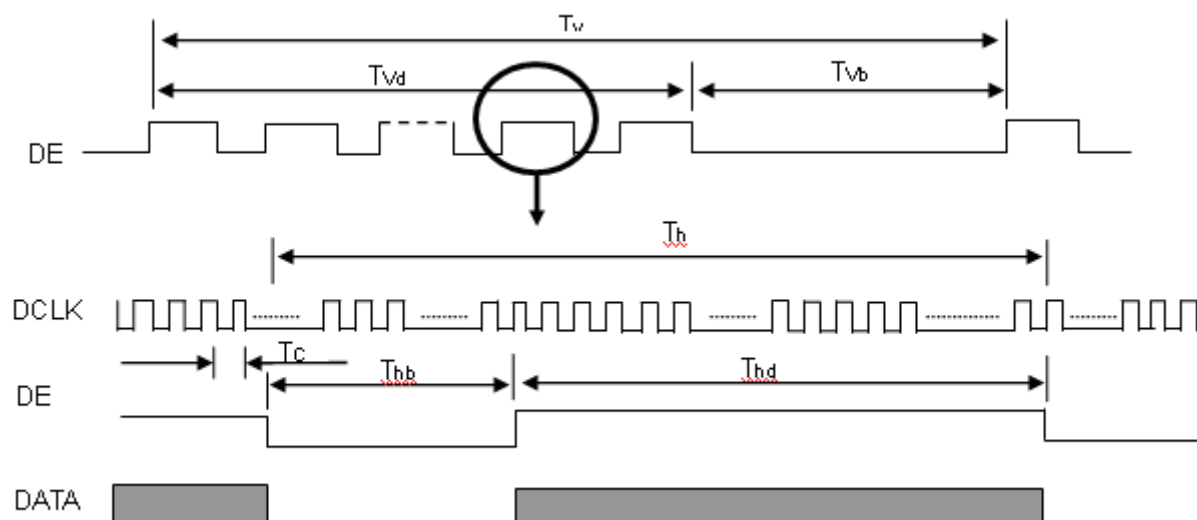 Tv
Tvd
Tvb
DE
Th
DCLK
Tc
Thb
Thd
DE
DATA